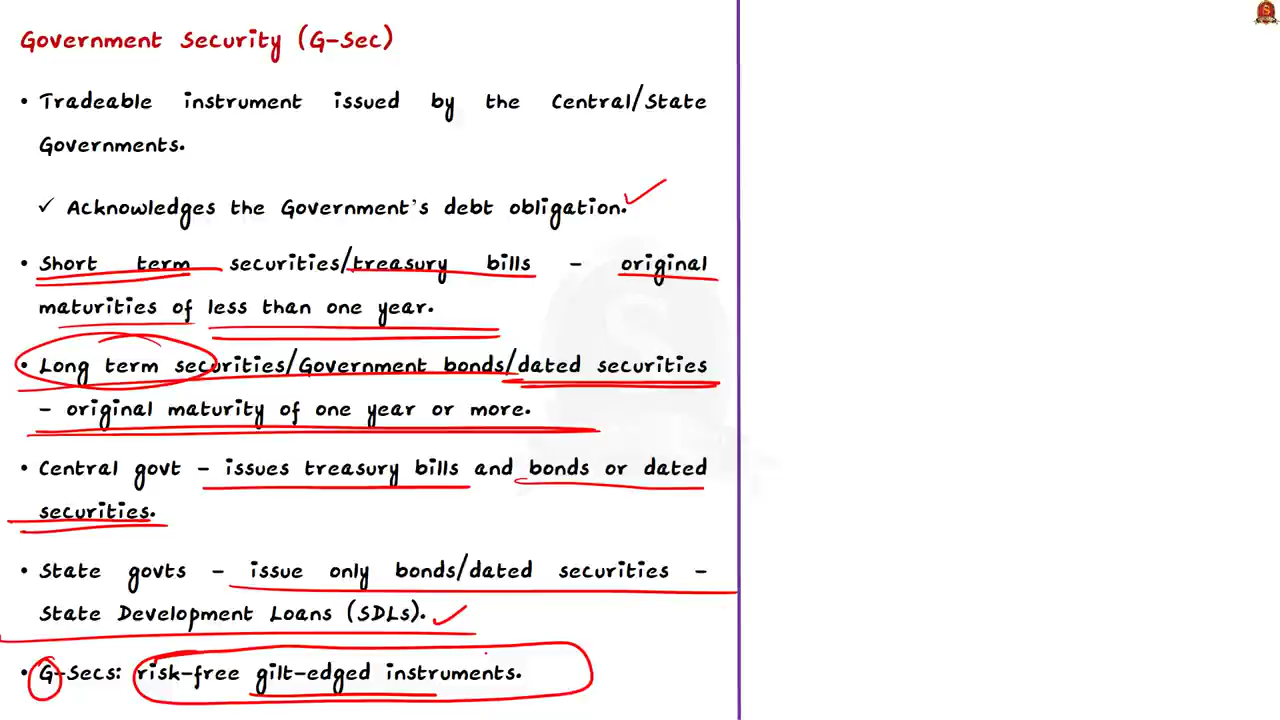 Government Security (G-Sec)
• Tradeable instrument issued by the Central/State
Governments.
✓ Acknowledges the Government's debt obligation.
• Short term securities/treasury bills - original
maturities of less than one year.
• Long term securities/Government bonds/dated securities
- original maturity of one year or more.
• Central govt - issues treasury bills and bonds or dated
securities.
• State govts - issue only bonds/dated securities -
State Development Loans (SDLs).
• G-Secs: risk-free gilt-edged instruments.